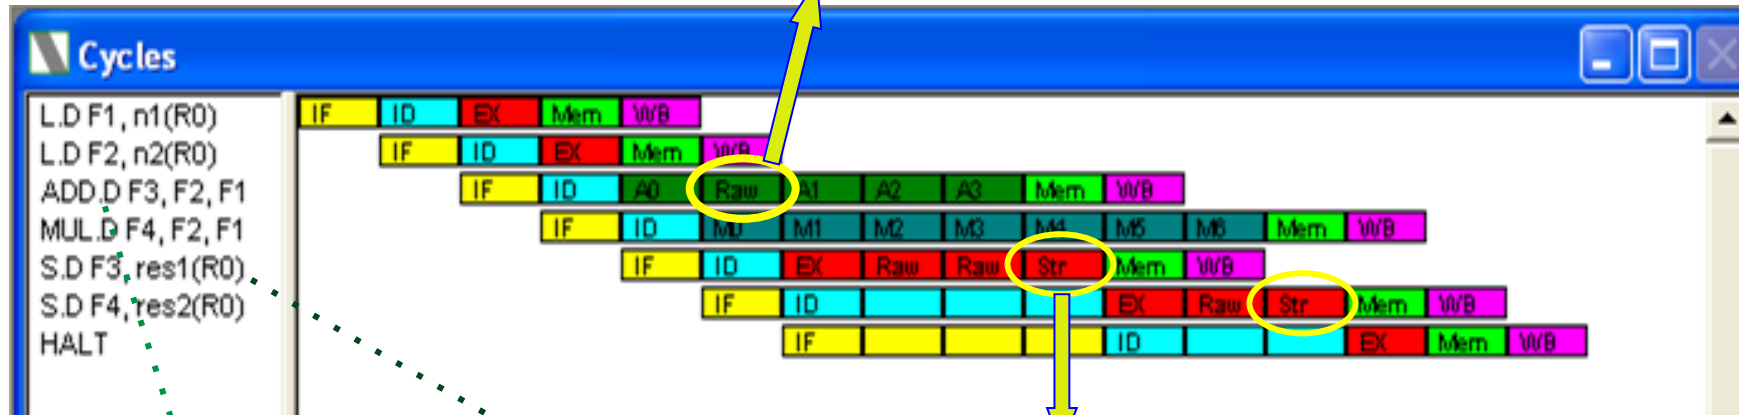 Cycles
L.D F1, n1(R0) IF ID EX Mem WB
L.D F2, n2(R0) IF ID EX Mem WB
ADD.D F3, F2, F1 IF ID A0 Raw A1 A2 A3 Mem WB
MUL.D F4, F2, F1 IF ID M0 M1 M2 M3 M4 M5 M6 Mem WB
S.D F3, res1(R0) IF ID EX Raw Raw Str Mem WB
S.D F4, res2(R0) IF ID EX Raw Str Mem WB
HALT IF ID EX Mem WB